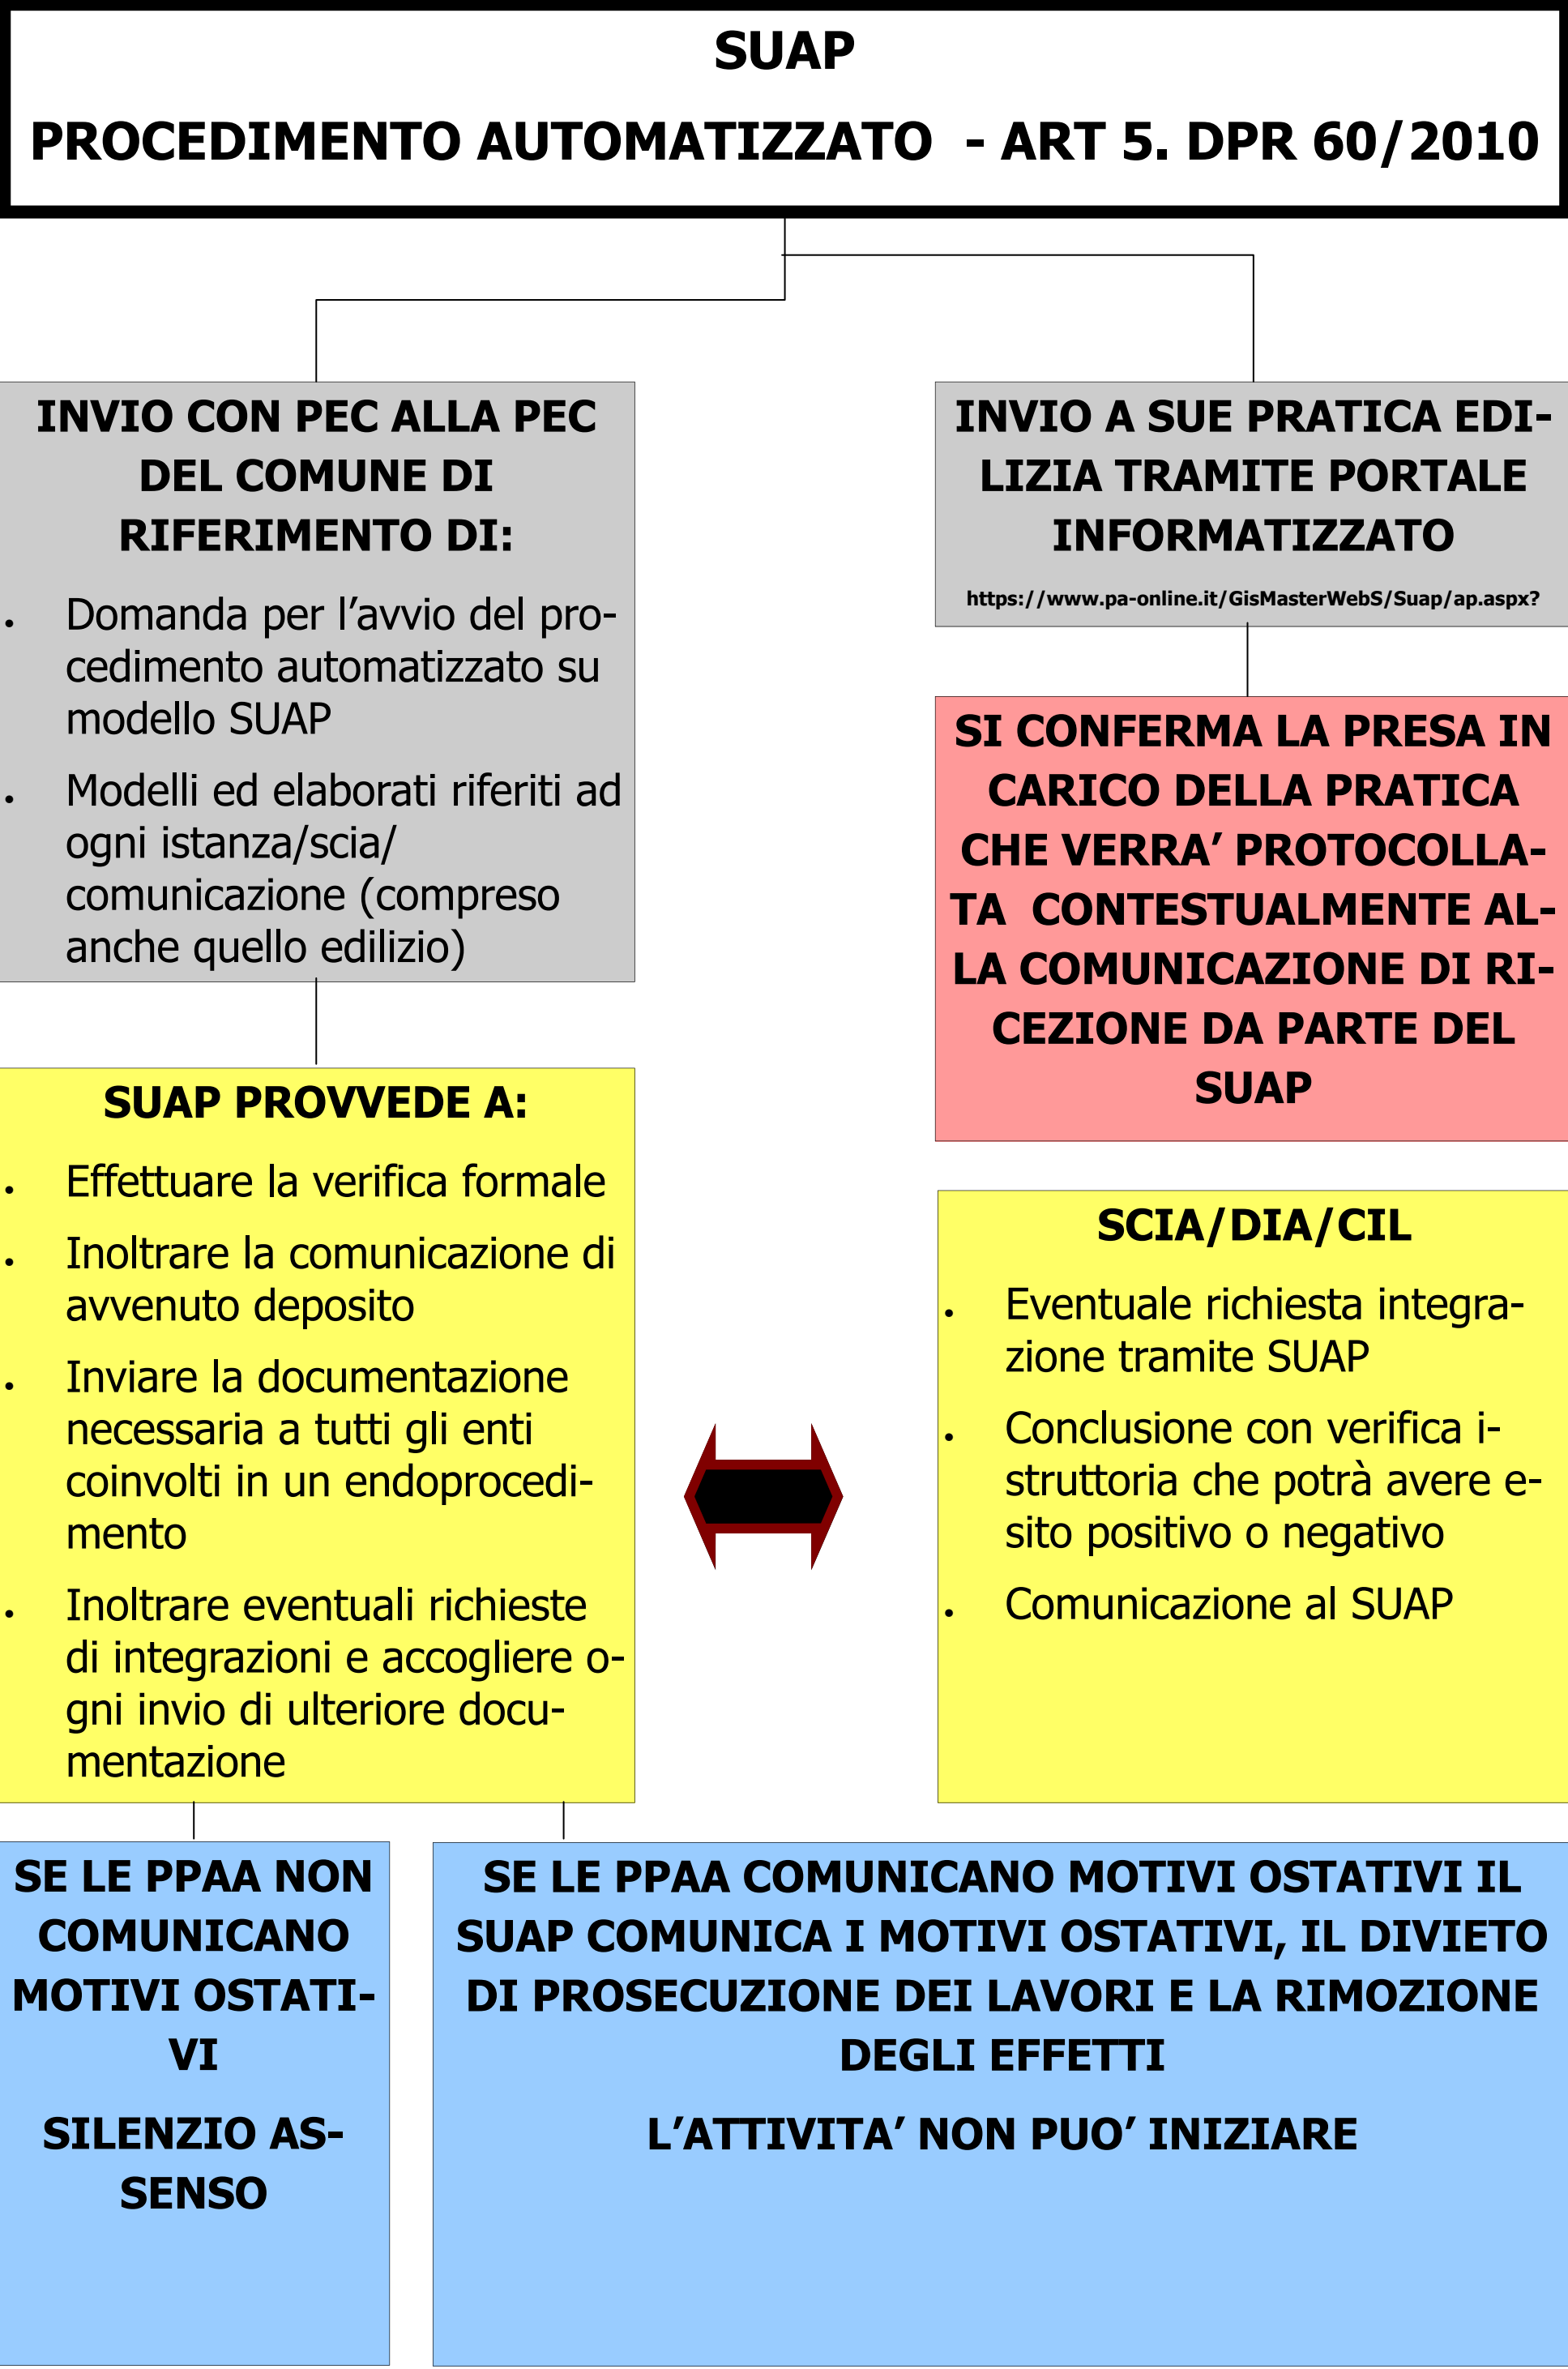 SUAP
PROCEDIMENTO AUTOMATIZZATO - ART 5. DPR 60/2010
INVIO CON PEC ALLA PEC
DEL COMUNE DI
RIFERIMENTO DI:
• Domanda per l’avvio del pro-
cedimento automatizzato su
modello SUAP
• Modelli ed elaborati riferiti ad
ogni istanza/scia/
comunicazione (compreso
anche quello edilizio)
INVIO A SUE PRATICA EDI-
LIZIA TRAMITE PORTALE
INFORMATIZZATO
https://www.pa-online.it/GisMasterWebS/Suap/ap.aspx?
SI CONFERMA LA PRESA IN
CARICO DELLA PRATICA
CHE VERRA’ PROTOCOLLA-
TA CONTESTUALMENTE AL-
LA COMUNICAZIONE DI RI-
CEZIONE DA PARTE DEL
SUAP
SUAP PROVVEDE A:
• Effettuare la verifica formale
• Inoltrare la comunicazione di
avvenuto deposito
• Inviare la documentazione
necessaria a tutti gli enti
coinvolti in un endoprocedi-
mento
• Inoltrare eventuali richieste
di integrazioni e accogliere o-
gni invio di ulteriore docu-
mentazione
SCIA/DIA/CIL
• Eventuale richiesta integra-
zione tramite SUAP
• Conclusione con verifica i-
struttoria che potrà avere e-
sito positivo o negativo
• Comunicazione al SUAP
SE LE PPAA NON
COMUNICANO
MOTIVI OSTATI-
VI
SILENZIO AS-
SENSO
SE LE PPAA COMUNICANO MOTIVI OSTATIVI IL
SUAP COMUNICA I MOTIVI OSTATIVI, IL DIVIETO
DI PROSECUZIONE DEI LAVORI E LA RIMOZIONE
DEGLI EFFETTI
L’ATTIVITA’ NON PUO’ INIZIARE